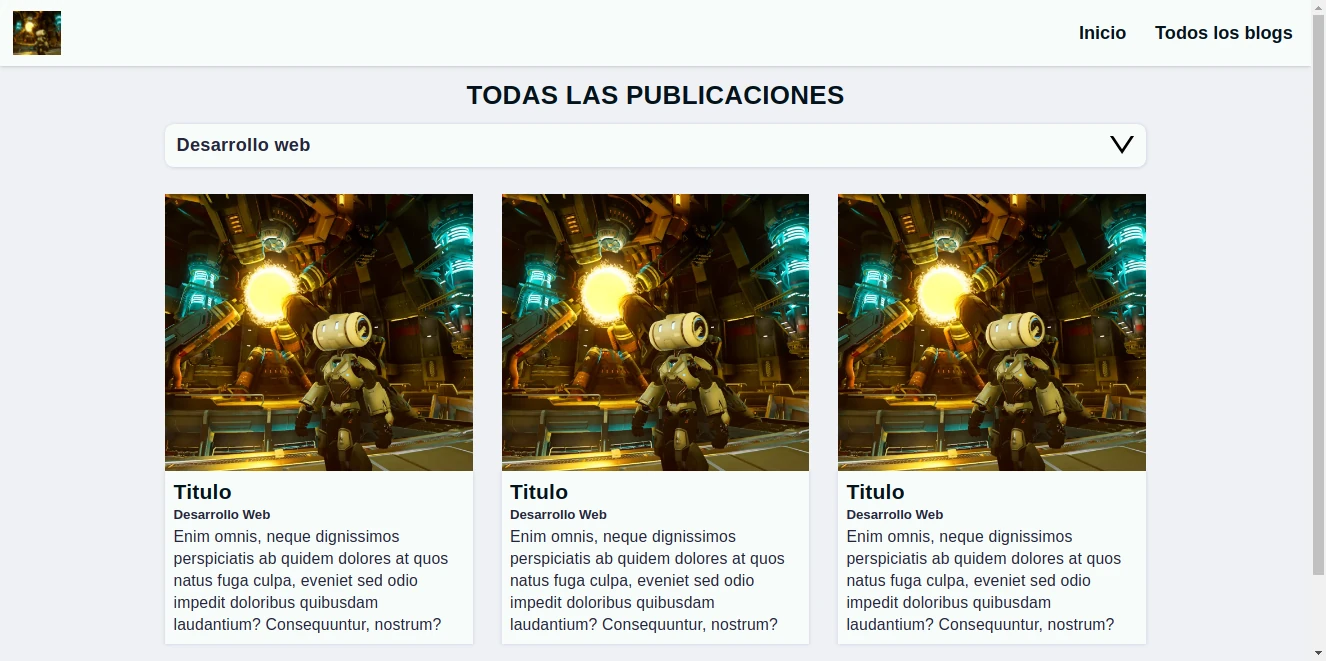 Inicio Todos los blogs
TODAS LAS PUBLICACIONES
Desarrollo web
Titulo
Desarrollo Web
Enim omnis, neque dignissimos
perspiciatis ab quidem dolores at quos
natus fuga culpa, eveniet sed odio
impedit doloribus quibusdam
laudantium? Consequuntur, nostrum?
Titulo
Desarrollo Web
Enim omnis, neque dignissimos
perspiciatis ab quidem dolores at quos
natus fuga culpa, eveniet sed odio
impedit doloribus quibusdam
laudantium? Consequuntur, nostrum?
Titulo
Desarrollo Web
Enim omnis, neque dignissimos
perspiciatis ab quidem dolores at quos
natus fuga culpa, eveniet sed odio
impedit doloribus quibusdam
laudantium? Consequuntur, nostrum?